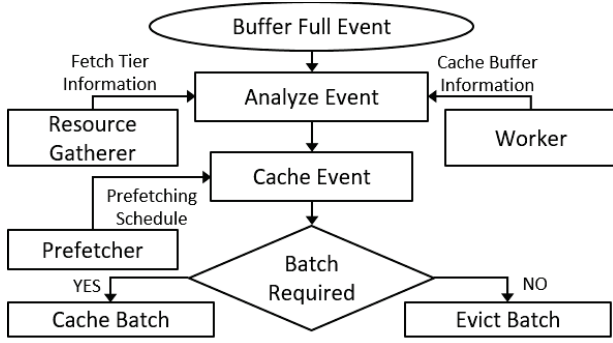 Buffer Full Event
Fetch Tier
Information
Cache Buffer
Information
Analyze Event
Resource
Gatherer
Worker
Cache Event
Prefetching
Schedule
Prefetcher
Batch
Required
YES
NO
Cache Batch
Evict Batch